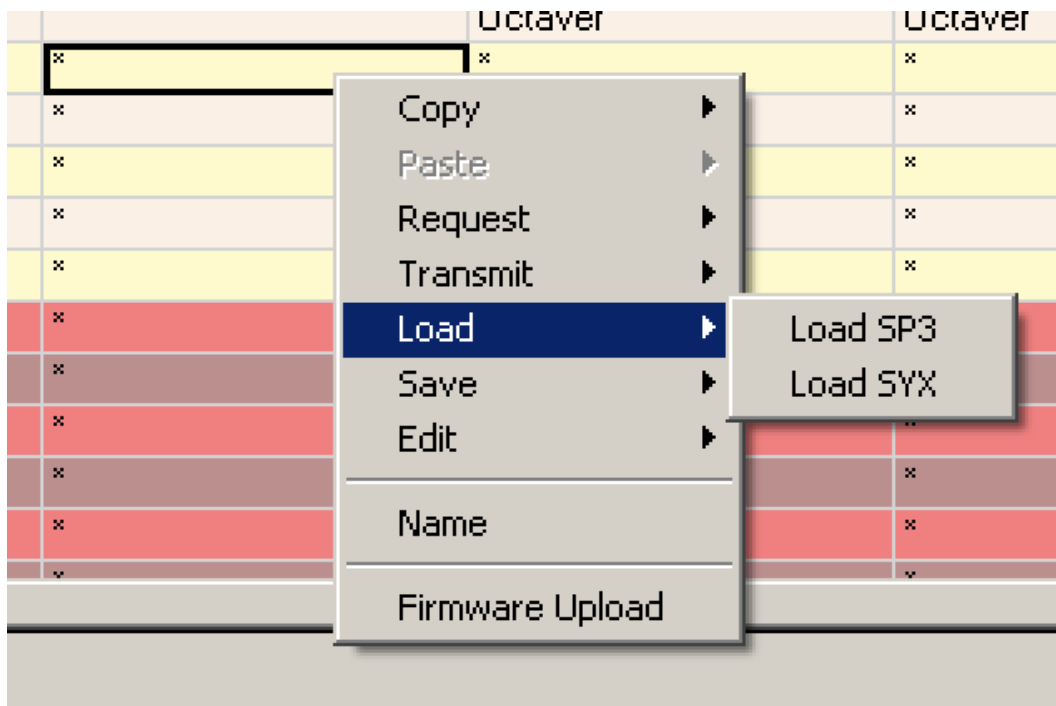 Octaver Octaver
× × ×
× ×
Copy
Paste
× ×
Request
× ×
Transmit
× ×
Load
Load SP3
×
Save
Load SYX
×
Edit
× ×
× ×
Name
× ×
× ×
Firmware Upload